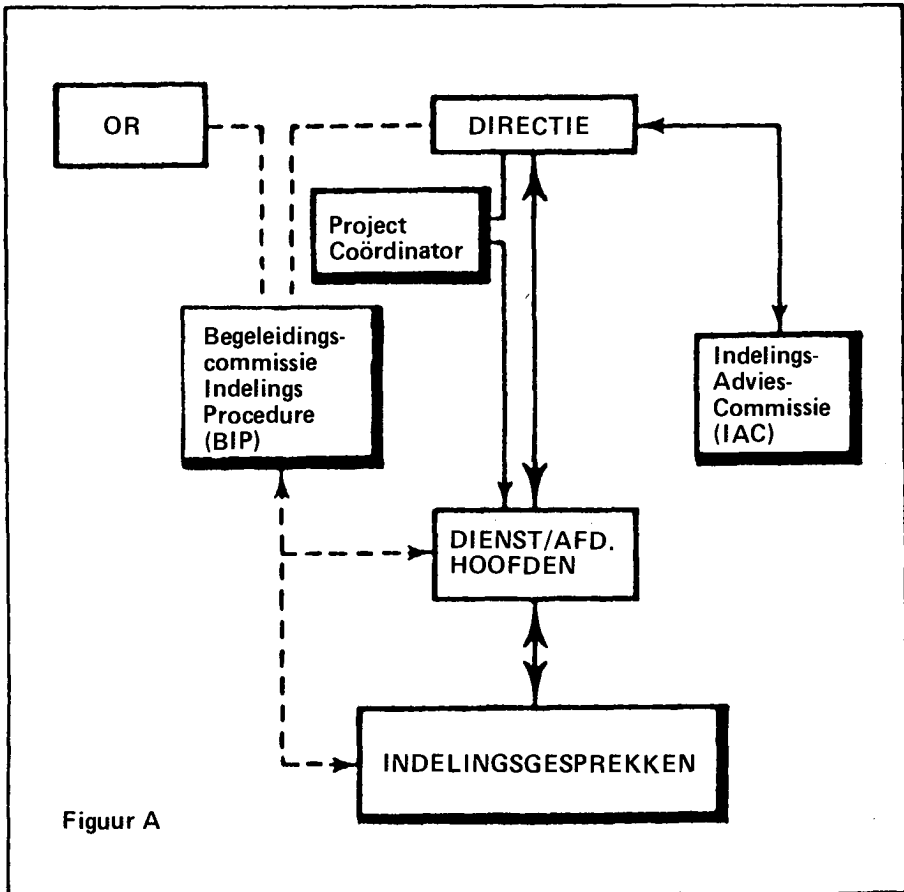 OR
DIRECTIE
Project
Coördinator
Begeleidings-
commissie
Indelings
Procedure
(BIP)
Indelings-
Advies-
Commissie
(IAC)
DIENST/AFD.
HOOFDEN
INDELINGSGESPREKKEN
Figuur A